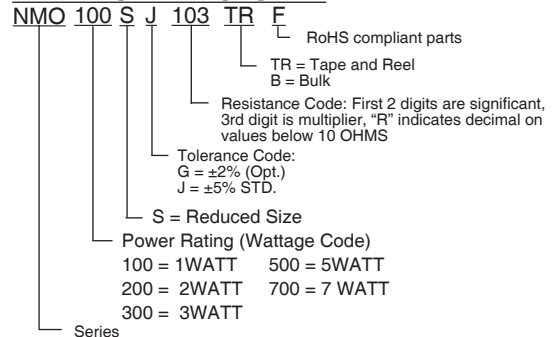 NMO 100 S J 103 TR F
RoHS compliant parts
TR = Tape and Reel
B = Bulk
Resistance Code: First 2 digits are significant,
3rd digit is multiplier, “R” indicates decimal on
values below 10 OHMS
Tolerance Code:
G = ±2% (Opt.)
J = ±5% STD.
S = Reduced Size
Power Rating (Wattage Code)
100 = 1WATT 500 = 5WATT
200 = 2WATT 700 = 7 WATT
300 = 3WATT
Series